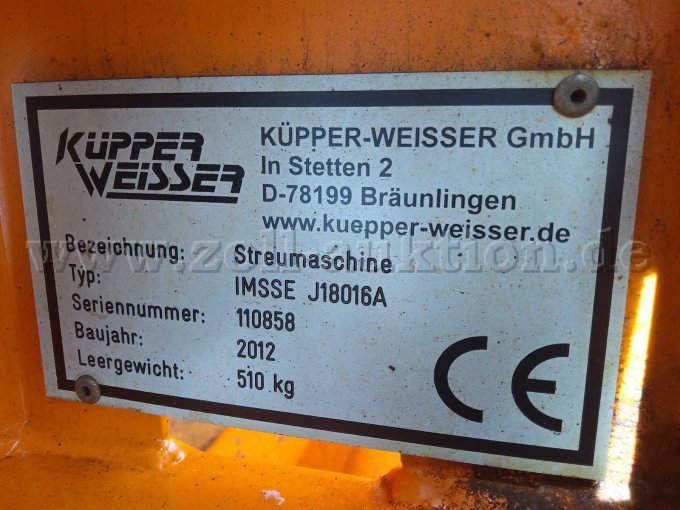 KÜPPER
WEISSER
KÜPPER-WEISSER GmbH
In Stetten 2
D-78199 Bräunlingen
www.kuepper-weisser.de
www.zoll-auktion.de
Bezeichnung: Streumaschine
Typ: IMSSE J18016A
Seriennummer: 110858
Baujahr: 2012
Leergewicht: 510 kg
CE